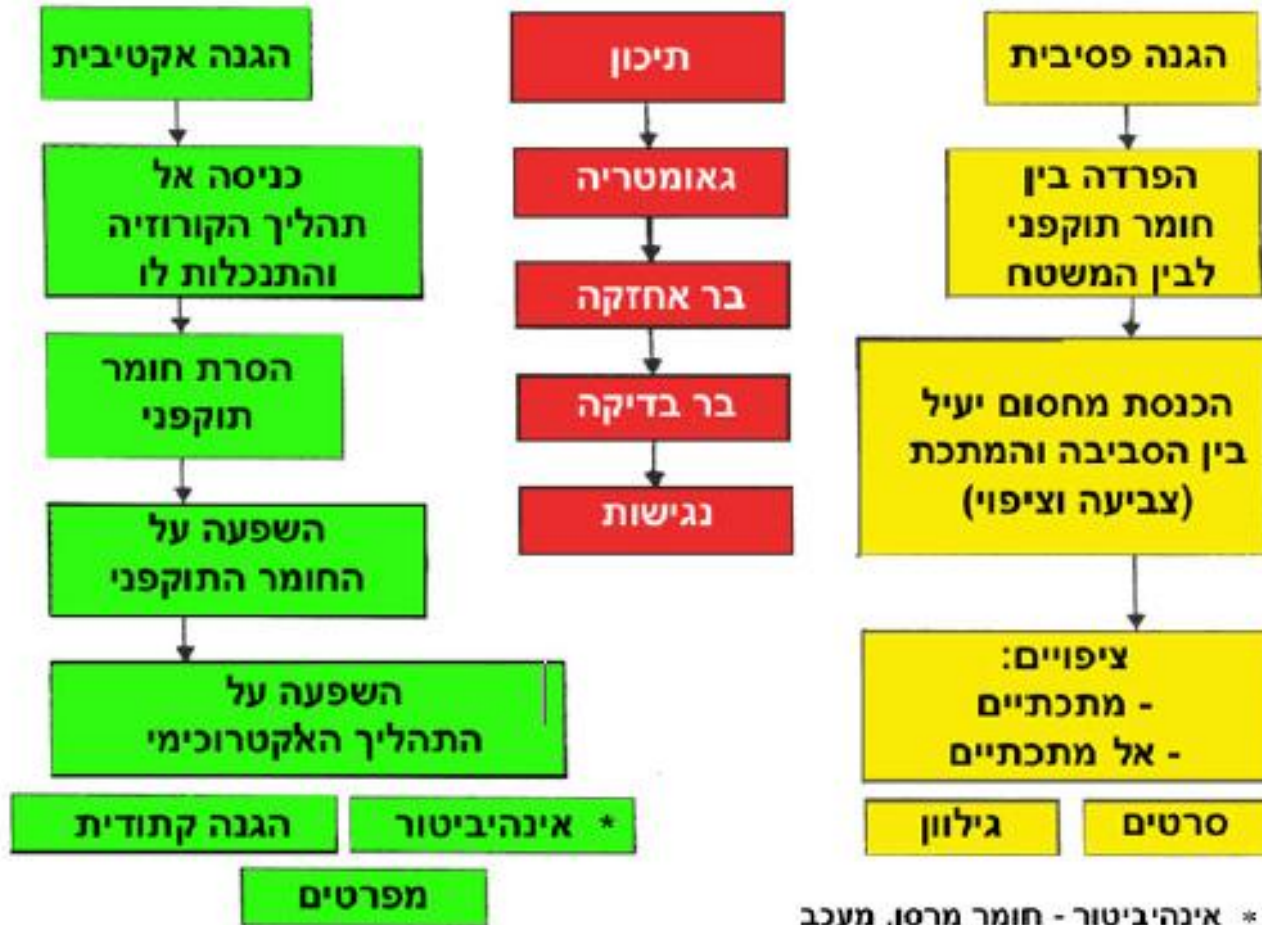 הגנה אקטיבית
כניסה אל
תהליך הקורוזיה
והתנכלות לו
הסרת חומר
תוקפני
השפעה על
החומר התוקפני
השפעה על
התהליך האקטרוכימי
הגנה קתודית
* אינהיביטור
מפרטים
תיכון
גאומטריה
בר אחזקה
בר בדיקה
נגישות
הגנה פסיבית
הפרדה בין
חומר תוקפני
לבין המשטח
הכנסת מחסום יעיל
בין הסביבה והמתכת
(צביעה וציפוי)
ציפויים:
- מתכתיים
- אל מתכתיים
גילוון
סרטים
* אינהיביטור - חומר מרסן, מעכב